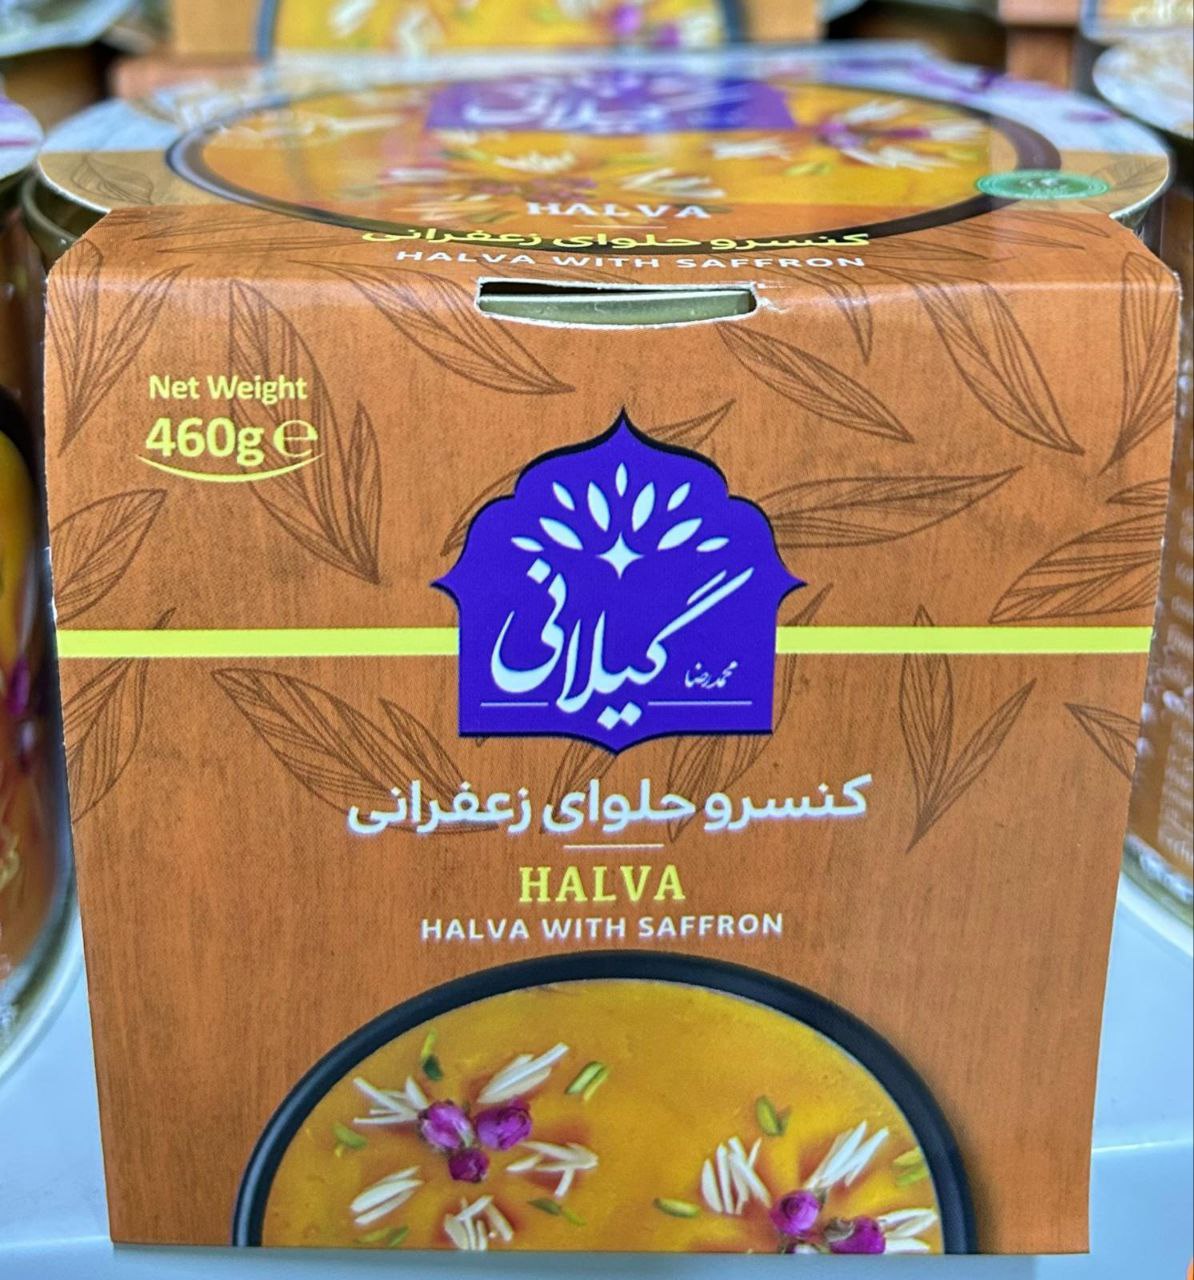 گیلانی
HALVA
کنسرو حلوای زعفرانی
HALVA WITH SAFFRON
Net Weight
460g ℮
گیلانی
محمدرضا
کنسرو حلوای زعفرانی
HALVA
HALVA WITH SAFFRON